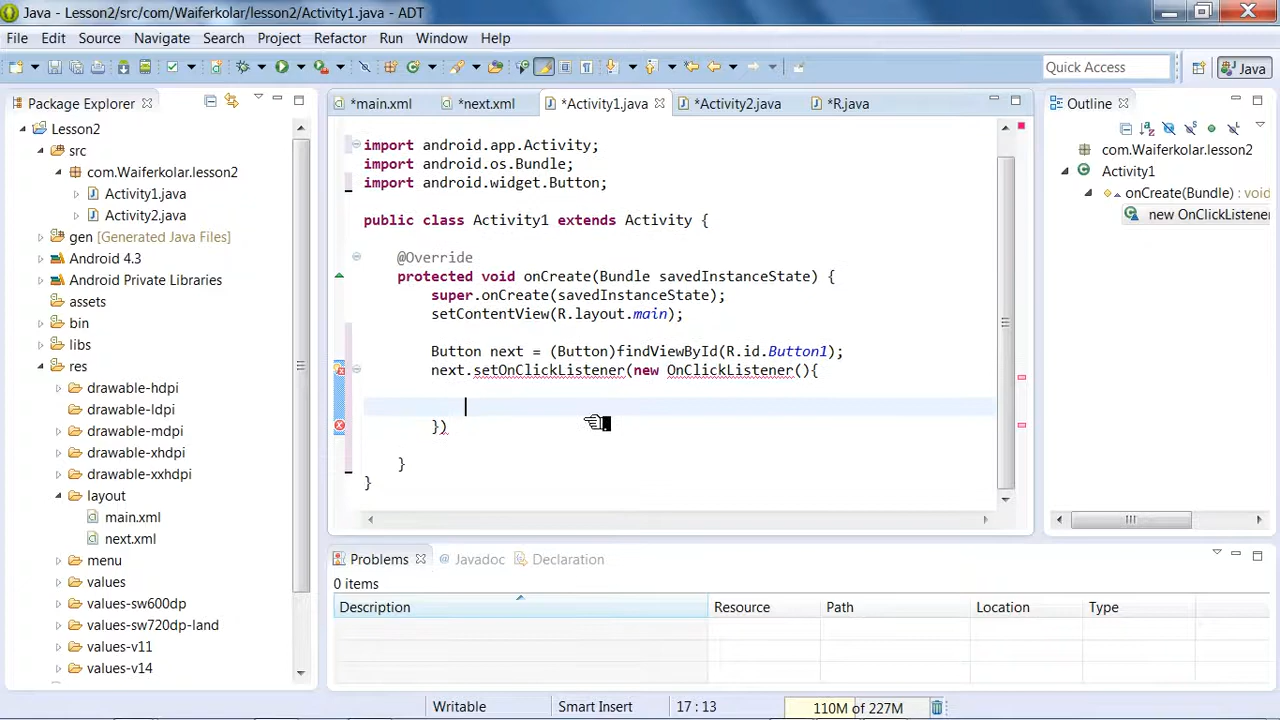 Java - Lesson2/src/com/Waiferkolar/lesson2/Activity1.java - ADT
File Edit Source Navigate Search Project Refactor Run Window Help
Quick Access
Java
Package Explorer
Lesson2
src
com.Waiferkolar.lesson2
Activity1.java
Activity2.java
gen [Generated Java Files]
Android 4.3
Android Private Libraries
assets
bin
libs
res
drawable-hdpi
drawable-ldpi
drawable-mdpi
drawable-xhdpi
drawable-xxhdpi
layout
main.xml
next.xml
menu
values
values-sw600dp
values-sw720dp-land
values-v11
values-v14
*main.xml *next.xml *Activity1.java *Activity2.java *R.java
import android.app.Activity;
import android.os.Bundle;
import android.widget.Button;
public class Activity1 extends Activity {
@Override
protected void onCreate(Bundle savedInstanceState) {
super.onCreate(savedInstanceState);
setContentView(R.layout.main);
Button next = (Button)findViewById(R.id.Button1);
next.setOnClickListener(new OnClickListener(){
})
}
}
Outline
com.Waiferkolar.lesson2
Activity1
onCreate(Bundle) : void
new OnClickListener
Problems @ Javadoc Declaration
0 items
Description Resource Path Location Type
Writable Smart Insert 17 : 13 110M of 227M